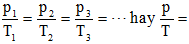 p₁/T₁ = p₂/T₂ = p₃/T₃ = ··· hay p/T =